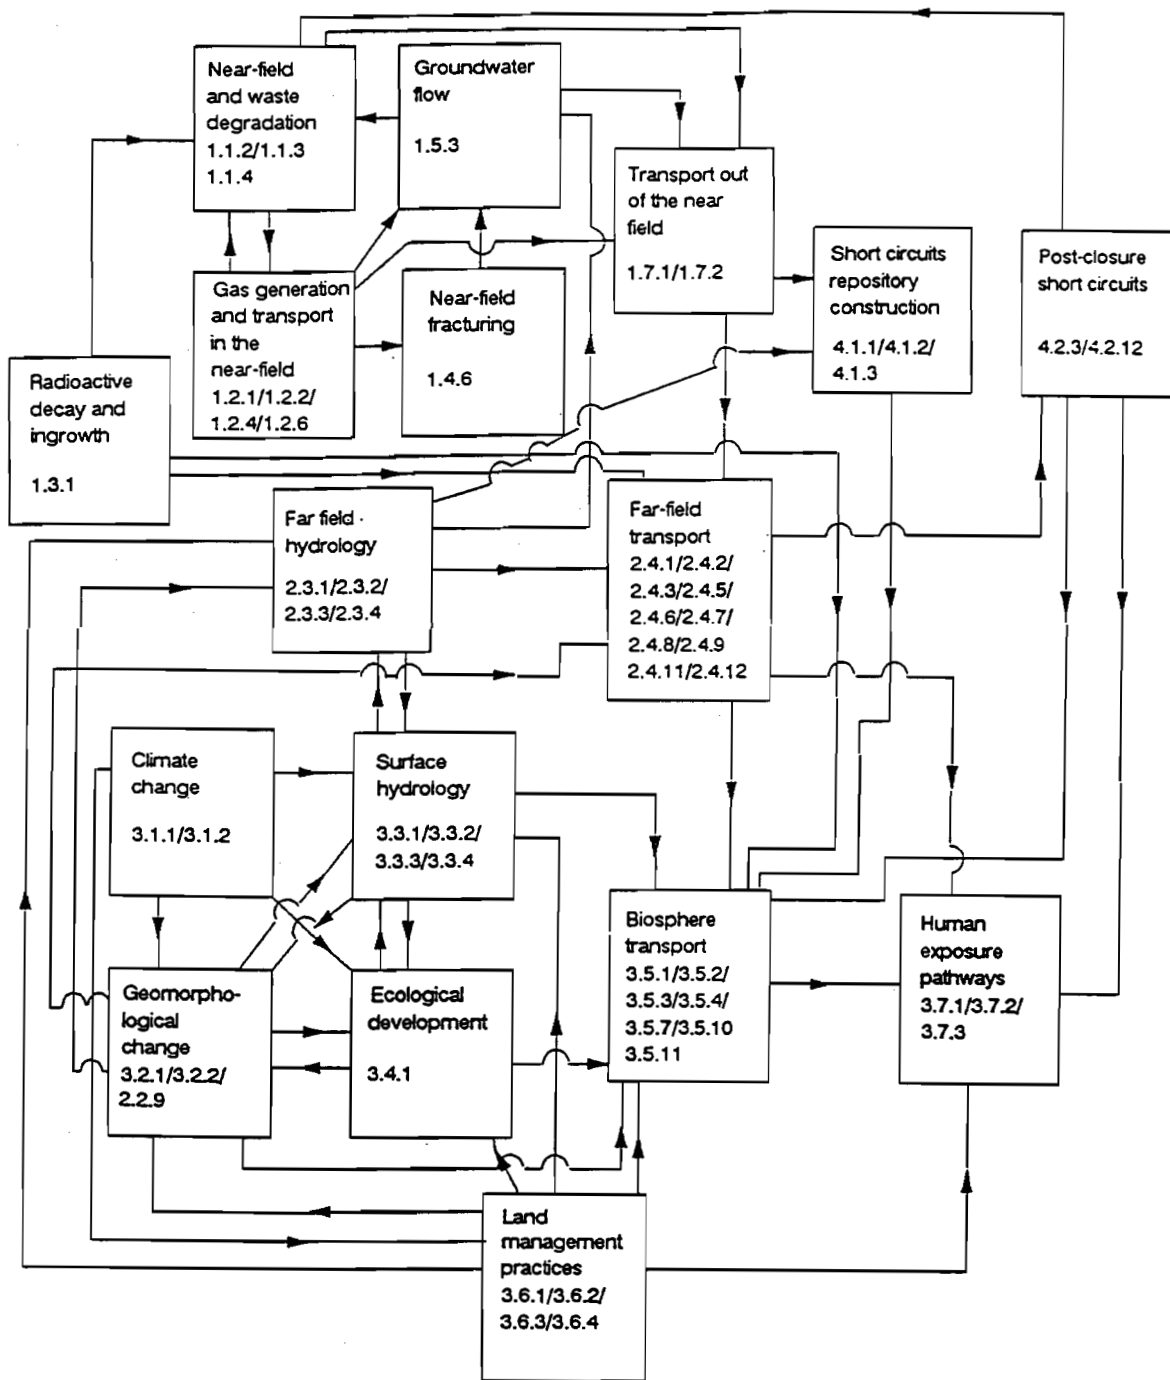 Near-field
and waste
degradation
1.1.2/1.1.3
1.1.4
Groundwater
flow
1.5.3
Transport out
of the near
field
1.7.1/1.7.2
Short circuits
repository
construction
4.1.1/4.1.2/
4.1.3
Post-closure
short circuits
4.2.3/4.2.12
Gas generation
and transport
in the
near-field
1.2.1/1.2.2/
1.2.4/1.2.6
Near-field
fracturing
1.4.6
Radioactive
decay and
ingrowth
1.3.1
Far field
hydrology
2.3.1/2.3.2/
2.3.3/2.3.4
Far-field
transport
2.4.1/2.4.2/
2.4.3/2.4.5/
2.4.6/2.4.7/
2.4.8/2.4.9
2.4.11/2.4.12
Climate
change
3.1.1/3.1.2
Surface
hydrology
3.3.1/3.3.2/
3.3.3/3.3.4
Biosphere
transport
3.5.1/3.5.2/
3.5.3/3.5.4/
3.5.7/3.5.10
3.5.11
Human
exposure
pathways
3.7.1/3.7.2/
3.7.3
Geomorpho-
logical
change
3.2.1/3.2.2/
2.2.9
Ecological
development
3.4.1
Land
management
practices
3.6.1/3.6.2/
3.6.3/3.6.4